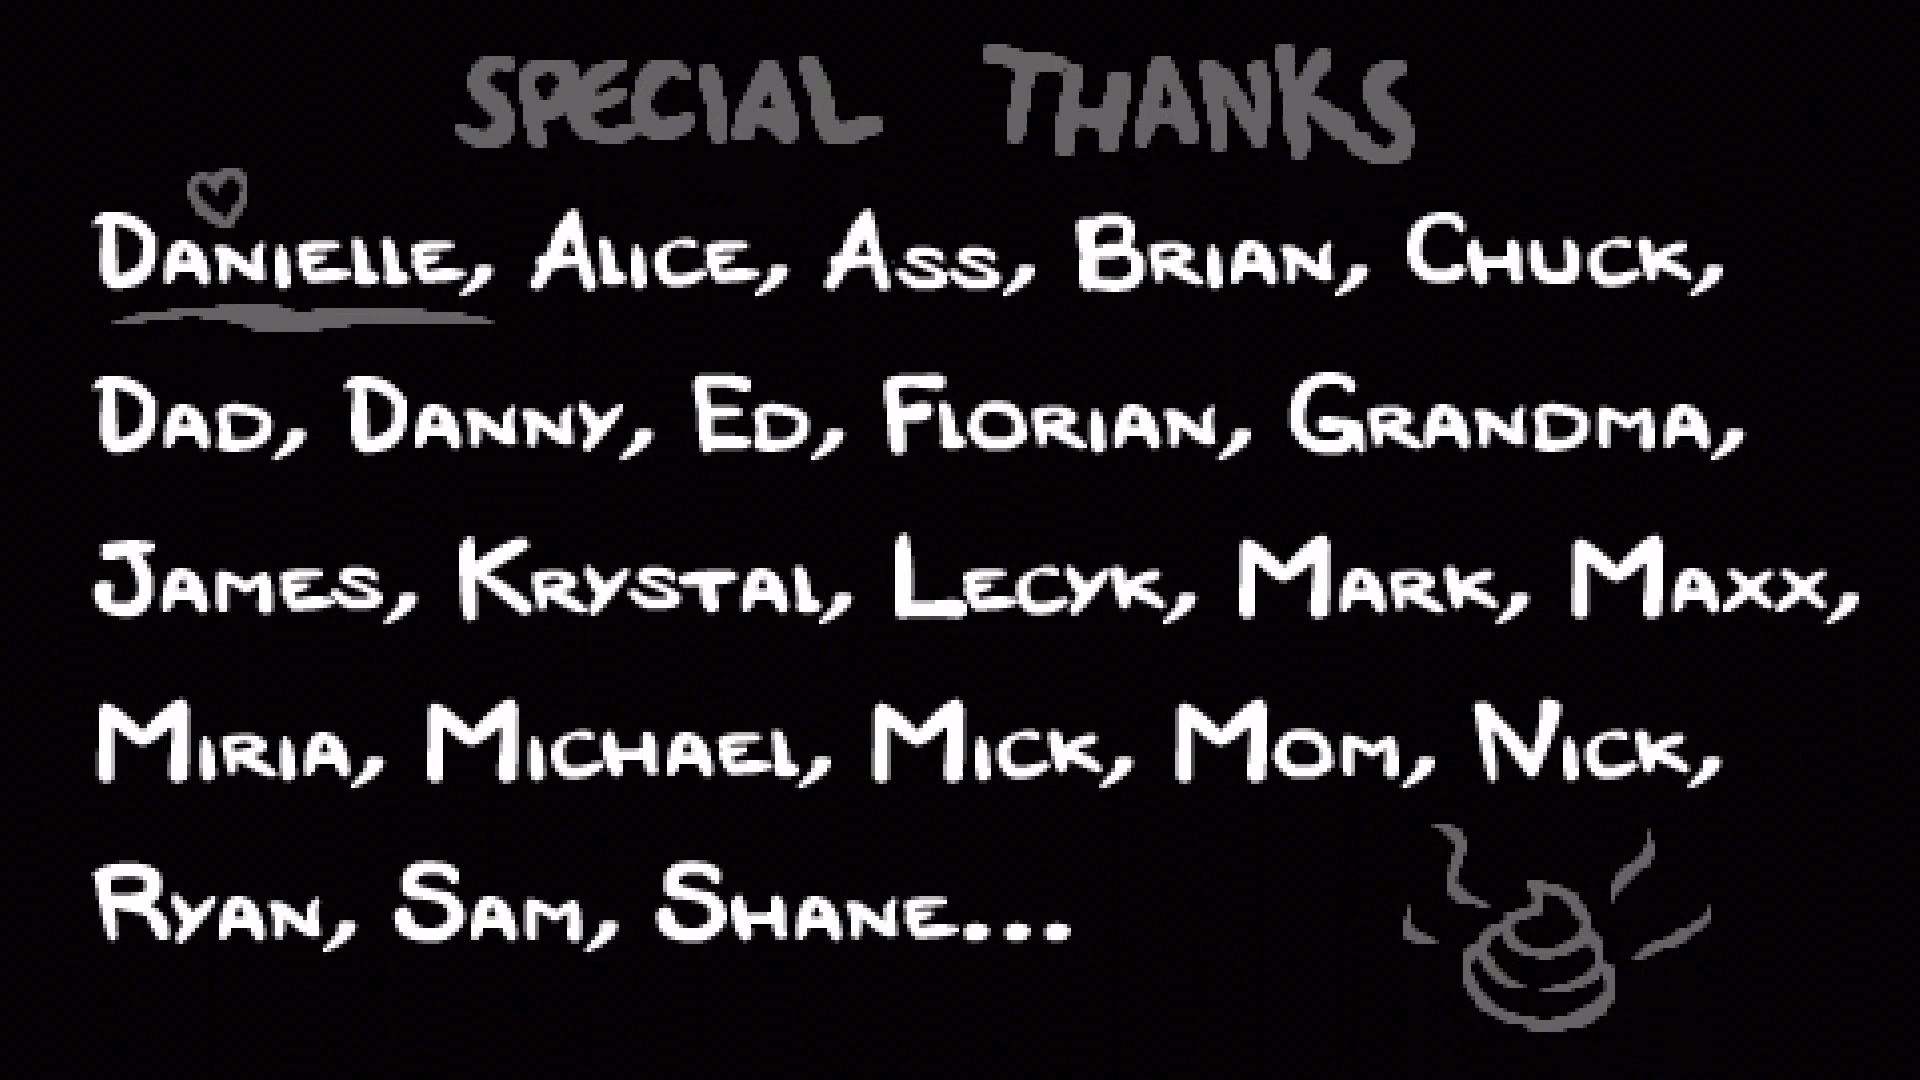 SPECIAL THANKS
DANIELLE, ALICE, ASS, BRIAN, CHUCK,
DAD, DANNY, ED, FLORIAN, GRANDMA,
JAMES, KRYSTAL, LECYK, MARK, MAXX,
MIRIA, MICHAEL, MICK, MOM, NICK,
RYAN, SAM, SHANE...